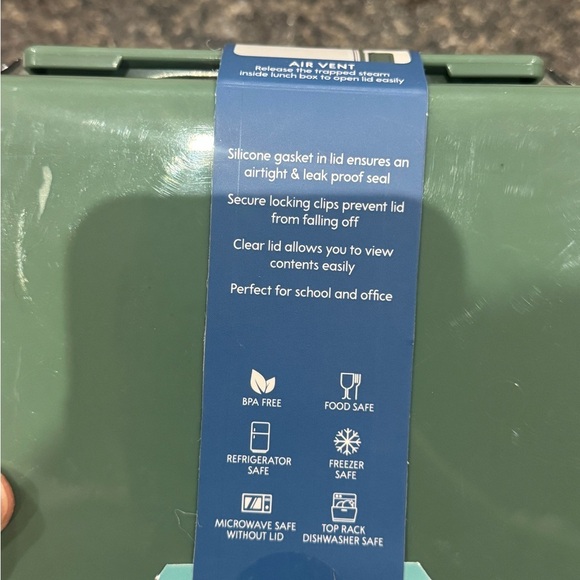 AIR VENT
Release the trapped steam
inside lunch box to open lid easily
Silicone gasket in lid ensures an
airtight & leak proof seal
Secure locking clips prevent lid
from falling off
Clear lid allows you to view
contents easily
Perfect for school and office
BPA FREE
FOOD SAFE
REFRIGERATOR
SAFE
FREEZER
SAFE
MICROWAVE SAFE
WITHOUT LID
TOP RACK
DISHWASHER SAFE